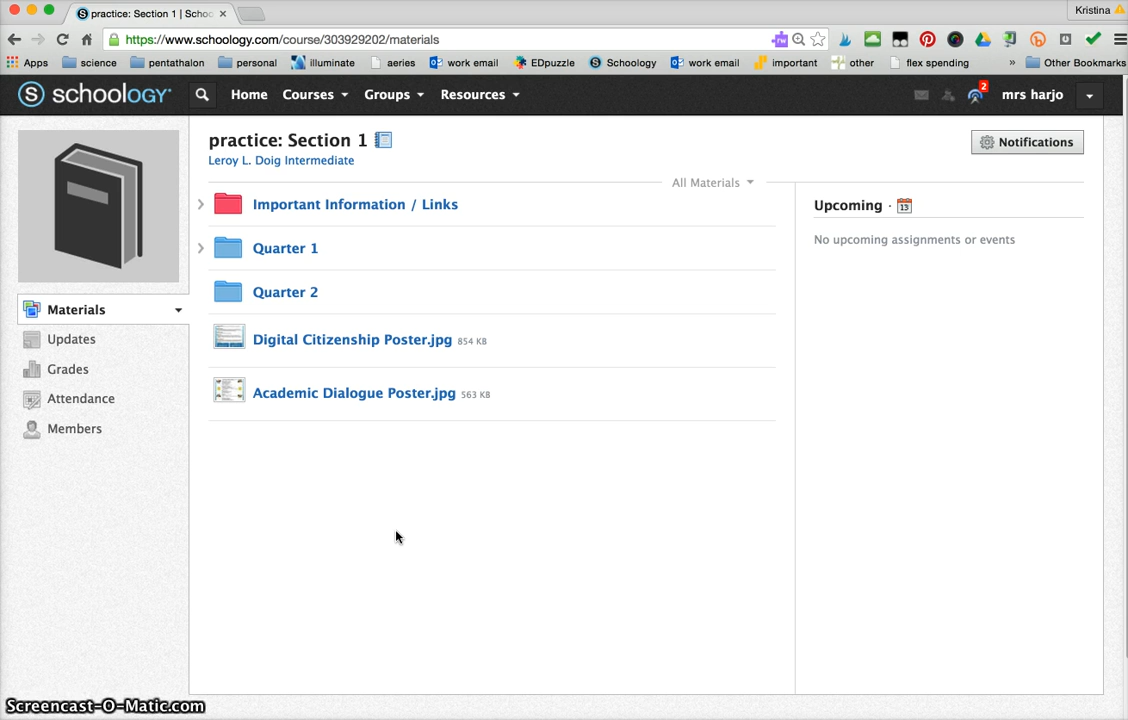 practice: Section 1 | Schoo
Kristina
https://www.schoology.com/course/303929202/materials
Apps science pentathalon personal illuminate aeries work email EDpuzzle Schoology work email important other flex spending » Other Bookmarks
S schoology Home Courses Groups Resources 2 mrs harjo
practice: Section 1
Notifications
Leroy L. Doig Intermediate
All Materials
Important Information / Links
Upcoming · 13
Quarter 1
No upcoming assignments or events
Quarter 2
Materials
Updates
Digital Citizenship Poster.jpg 854 KB
Grades
Academic Dialogue Poster.jpg 563 KB
Attendance
Members
Screencast-O-Matic.com